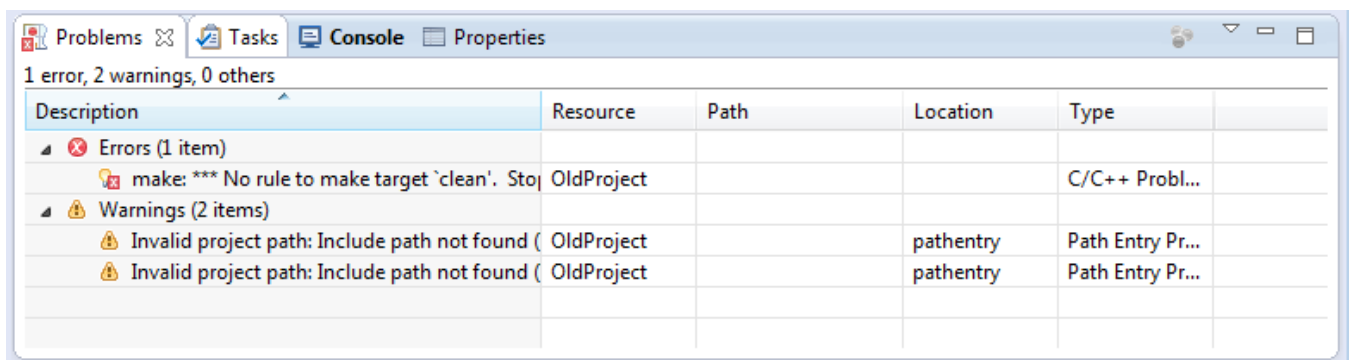 Problems Tasks Console Properties
1 error, 2 warnings, 0 others
Description Resource Path Location Type
Errors (1 item)
make: *** No rule to make target `clean'. Stop OldProject C/C++ Probl...
Warnings (2 items)
Invalid project path: Include path not found ( OldProject pathentry Path Entry Pr...
Invalid project path: Include path not found ( OldProject pathentry Path Entry Pr...